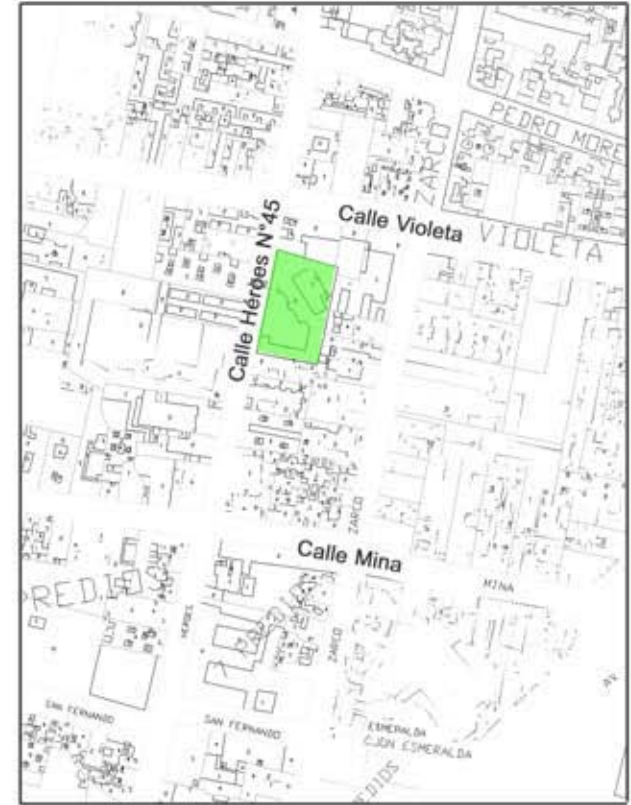 PEDRO MORE
ZARCO
Calle Violeta
VIOLETA
Calle Héroes N°45
ZARCO
Calle Mina
MINA
HEROES
ZARCO
SAN FERNANDO
SAN FERNANDO
ESMERALDA
CJON ESMERALDA